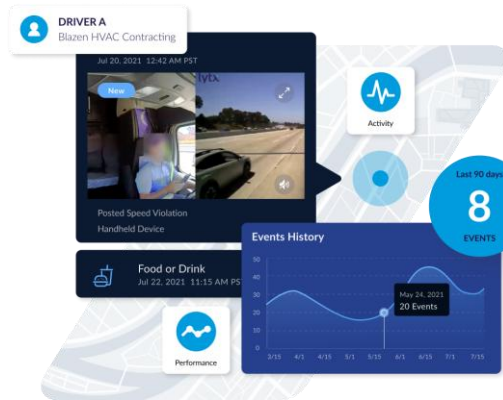 DRIVER A
Blazen HVAC Contracting
Jul 20, 2021 12:42 AM PST
New
lytx
Posted Speed Violation
Handheld Device
Activity
Last 90 days
8
EVENTS
Food or Drink
Jul 22, 2021 11:15 AM PS
Events History
50
40
30
20
10
0
May 24, 2021
20 Events
3/15 4/1 4/15 5/1 5/15 6/1 6/15 7/1 7/15
Performance